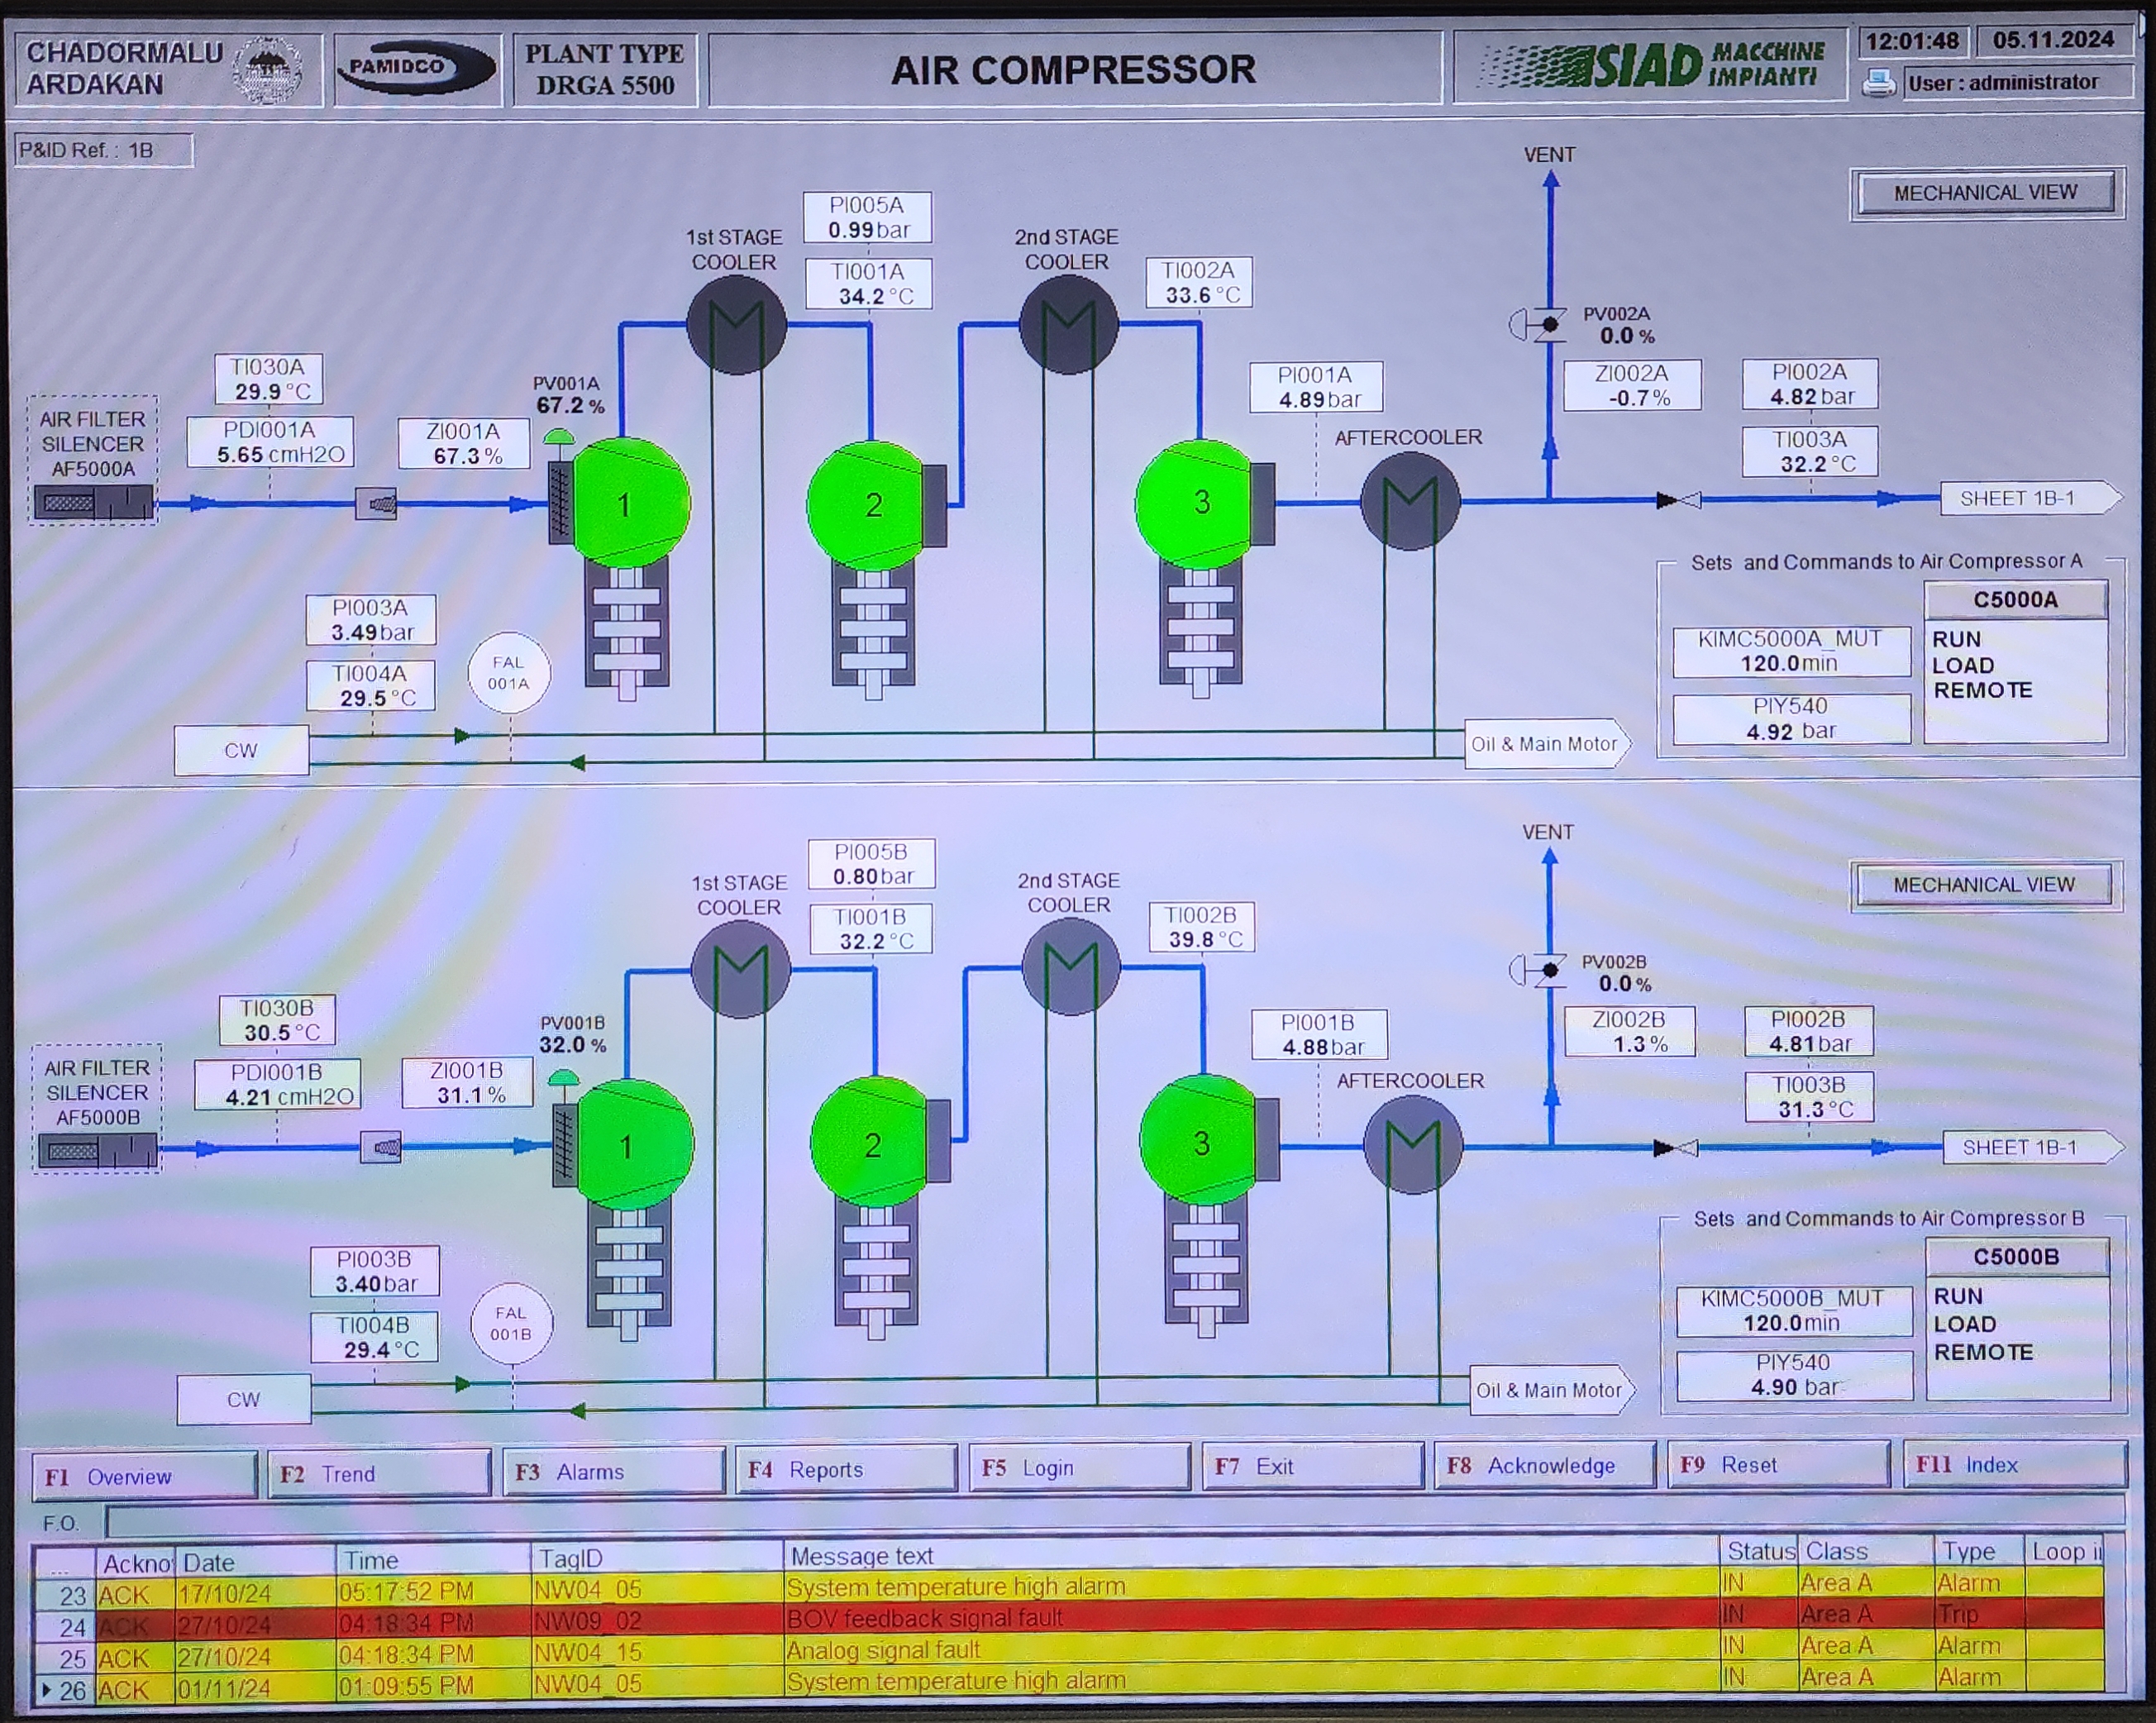 CHADORMALU
ARDAKAN
PAMIDCO
PLANT TYPE
DRGA 5500
AIR COMPRESSOR
SIAD MACCHINE
IMPIANTI
12:01:48
05.11.2024
User : administrator
P&ID Ref. : 1B
VENT
MECHANICAL VIEW
PI005A
0.99 bar
1st STAGE
COOLER
TI001A
34.2 °C
2nd STAGE
COOLER
TI002A
33.6 °C
PV002A
0.0 %
TI030A
29.9 °C
PV001A
67.2 %
PI001A
4.89 bar
ZI002A
-0.7 %
PI002A
4.82 bar
AIR FILTER
SILENCER
AF5000A
PDI001A
5.65 cmH2O
ZI001A
67.3 %
AFTERCOOLER
TI003A
32.2 °C
1
2
3
SHEET 1B-1
Sets and Commands to Air Compressor A
PI003A
3.49 bar
TI004A
29.5 °C
FAL
001A
C5000A
KIMC5000A_MUT
120.0 min
RUN
LOAD
REMOTE
PIY540
4.92 bar
CW
Oil & Main Motor
VENT
MECHANICAL VIEW
PI005B
0.80 bar
1st STAGE
COOLER
TI001B
32.2 °C
2nd STAGE
COOLER
TI002B
39.8 °C
PV002B
0.0 %
TI030B
30.5 °C
PV001B
32.0 %
PI001B
4.88 bar
ZI002B
1.3 %
PI002B
4.81 bar
AIR FILTER
SILENCER
AF5000B
PDI001B
4.21 cmH2O
ZI001B
31.1 %
AFTERCOOLER
TI003B
31.3 °C
1
2
3
SHEET 1B-1
Sets and Commands to Air Compressor B
PI003B
3.40 bar
TI004B
29.4 °C
FAL
001B
C5000B
KIMC5000B_MUT
120.0 min
RUN
LOAD
REMOTE
PIY540
4.90 bar
CW
Oil & Main Motor
F1 Overview
F2 Trend
F3 Alarms
F4 Reports
F5 Login
F7 Exit
F8 Acknowledge
F9 Reset
F11 Index
F.O.
... Ackno Date Time TagID Message text Status Class Type Loop i
23 ACK 17/10/24 05:17:52 PM NW04_05 System temperature high alarm IN Area A Alarm
24 ACK 27/10/24 04:18:34 PM NW09_02 BOV feedback signal fault IN Area A Trip
25 ACK 27/10/24 04:18:34 PM NW04_15 Analog signal fault IN Area A Alarm
26 ACK 01/11/24 01:09:55 PM NW04_05 System temperature high alarm IN Area A Alarm